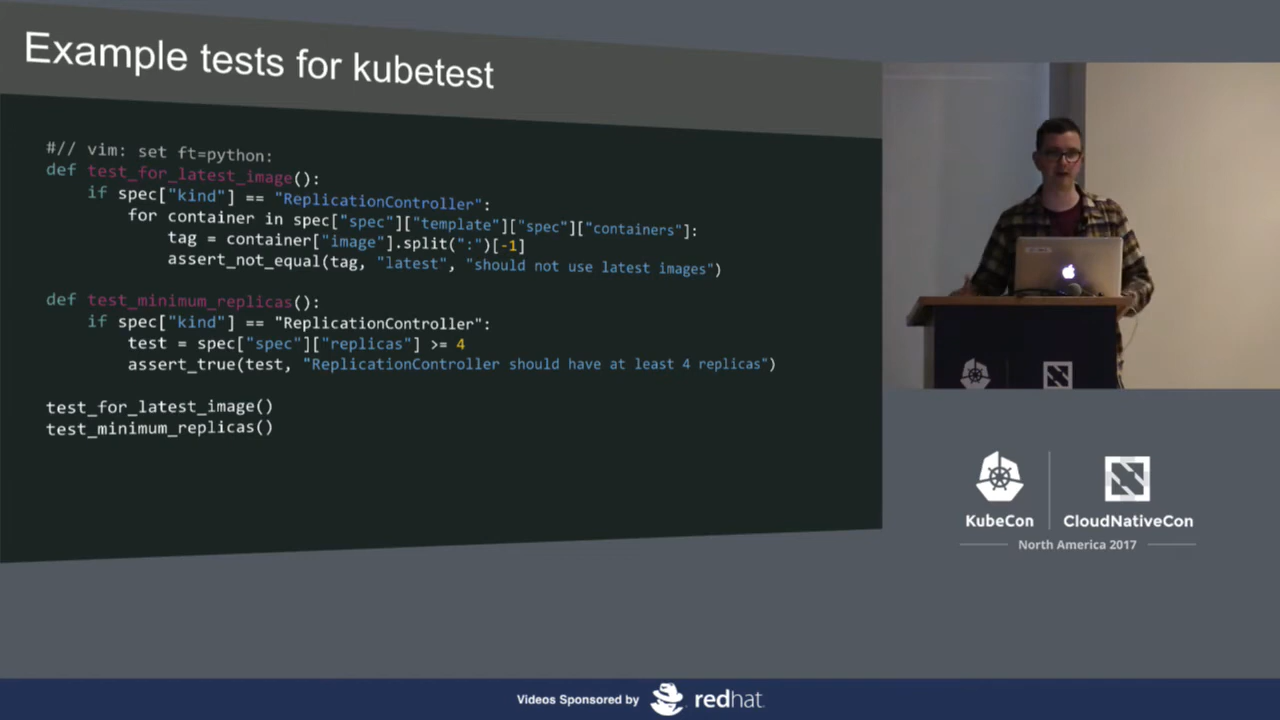 Example tests for kubetest
#// vim: set ft=python:
def test_for_latest_image():
    if spec["kind"] == "ReplicationController":
        for container in spec["spec"]["template"]["spec"]["containers"]:
            tag = container["image"].split(":")[-1]
            assert_not_equal(tag, "latest", "should not use latest images")
def test_minimum_replicas():
    if spec["kind"] == "ReplicationController":
        test = spec["spec"]["replicas"] >= 4
        assert_true(test, "ReplicationController should have at least 4 replicas")
test_for_latest_image()
test_minimum_replicas()
KubeCon
CloudNativeCon
North America 2017
Videos Sponsored by
redhat